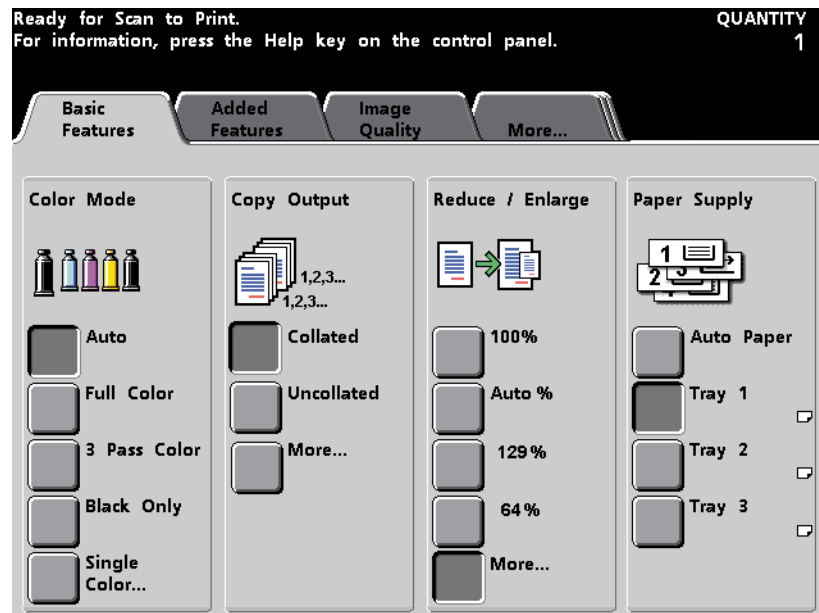 Ready for Scan to Print.
QUANTITY
For information, press the Help key on the control panel.
1
Basic
Features
Added
Features
Image
Quality
More...
Color Mode
Auto
Full Color
3 Pass Color
Black Only
Single
Color...
Copy Output
1,2,3...
1,2,3...
Collated
Uncollated
More...
Reduce / Enlarge
100%
Auto %
129%
64%
More...
Paper Supply
1
2
3
Auto Paper
Tray 1
Tray 2
Tray 3